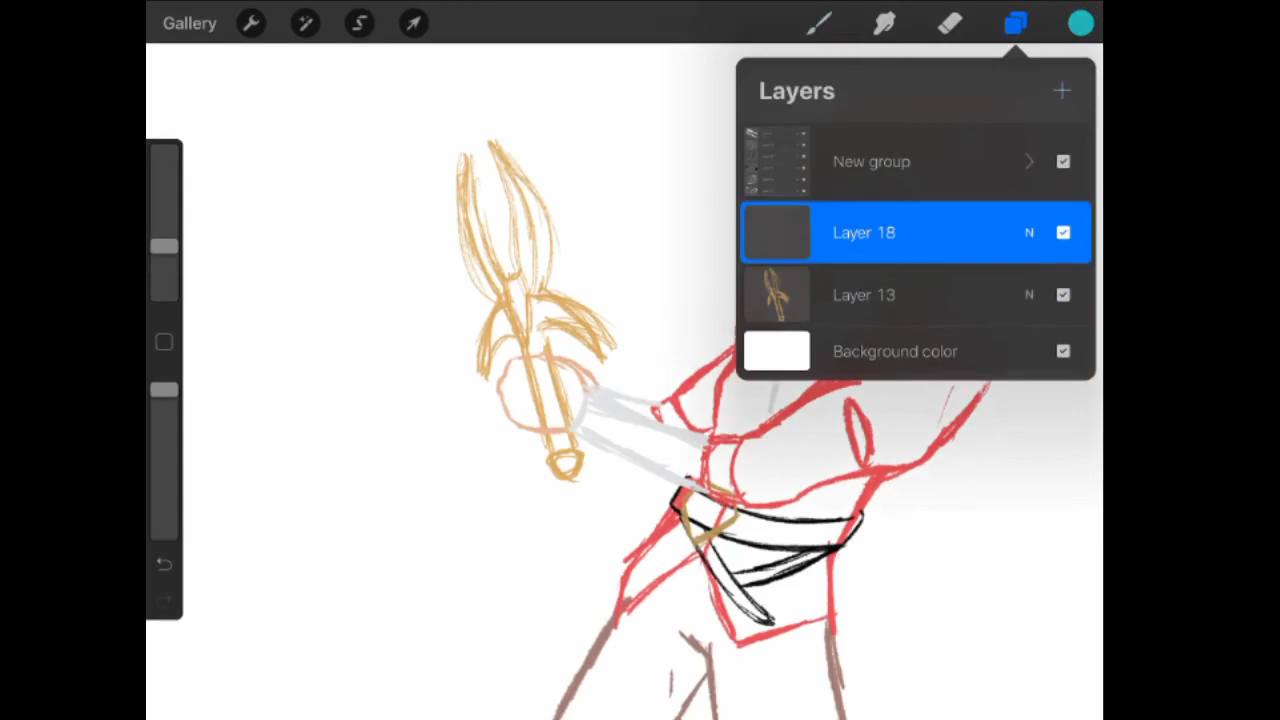 Gallery
Layers
New group
Layer 18 N
Layer 13 N
Background color